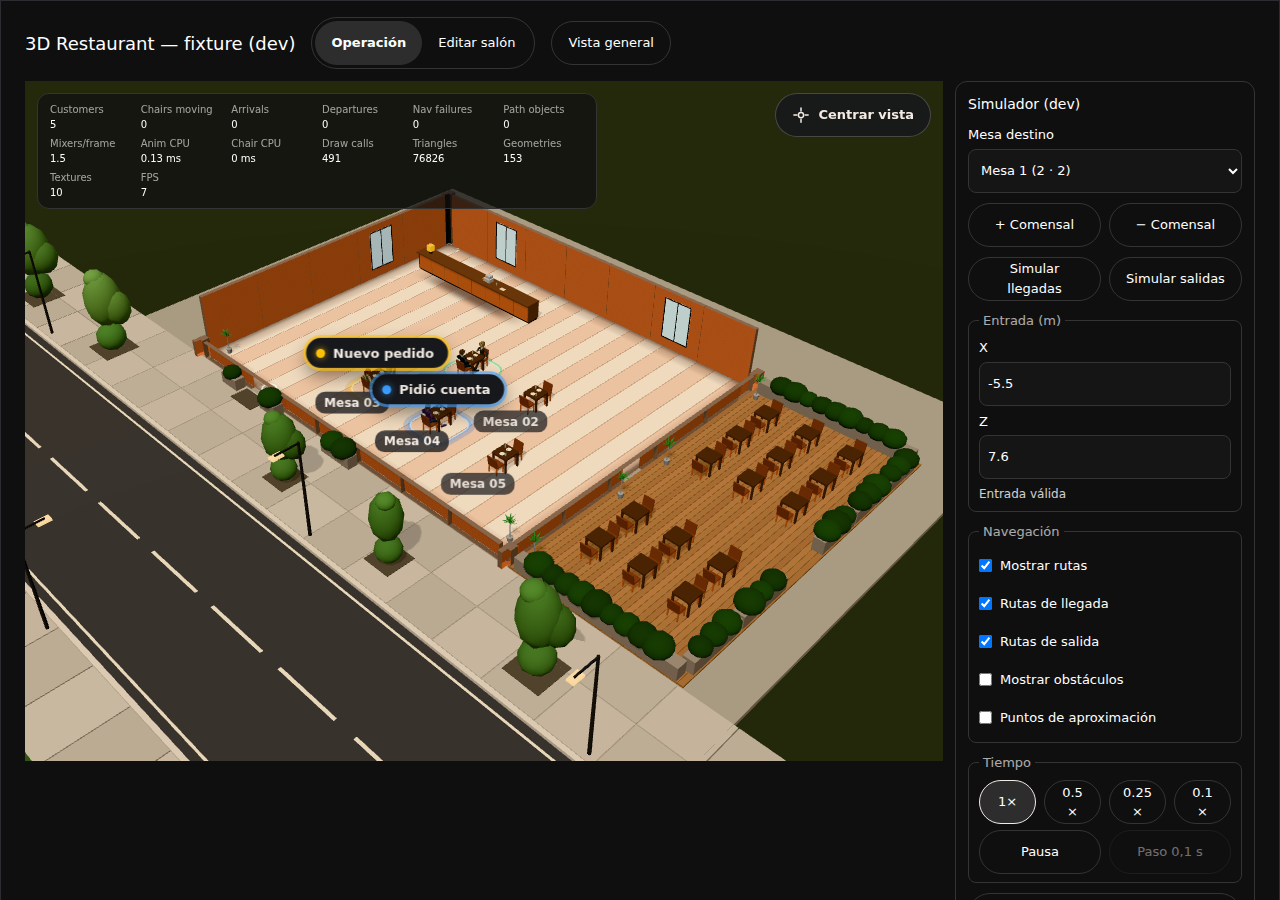 3D Restaurant — fixture (dev)
Operación
Editar salón
Vista general
Customers
5
Chairs moving
0
Arrivals
0
Departures
0
Nav failures
0
Path objects
0
Mixers/frame
1.5
Anim CPU
0.13 ms
Chair CPU
0 ms
Draw calls
491
Triangles
76826
Geometries
153
Textures
10
FPS
7
Centrar vista
Nuevo pedido
Pidió cuenta
Mesa 03
Mesa 02
Mesa 04
Mesa 05
Simulador (dev)
Mesa destino
Mesa 1 (2 · 2)
+ Comensal
− Comensal
Simular
llegadas
Simular salidas
Entrada (m)
X
-5.5
Z
7.6
Entrada válida
Navegación
Mostrar rutas
Rutas de llegada
Rutas de salida
Mostrar obstáculos
Puntos de aproximación
Tiempo
1×
0.5
×
0.25
×
0.1
×
Pausa
Paso 0,1 s